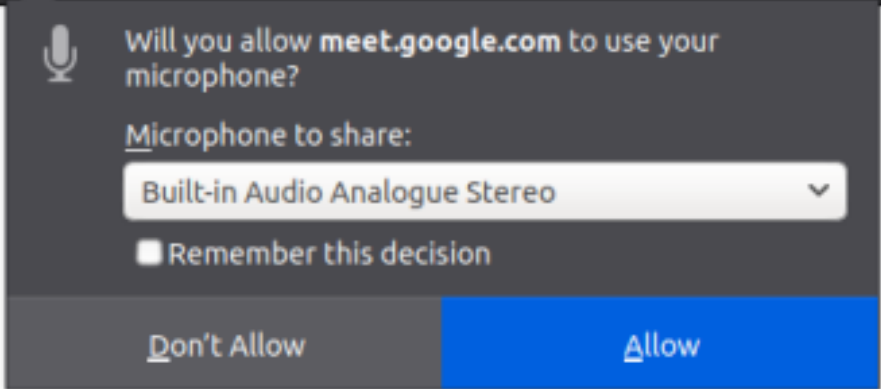 Will you allow meet.google.com to use your
microphone?
Microphone to share:
Built-in Audio Analogue Stereo
Remember this decision
Don't Allow
Allow